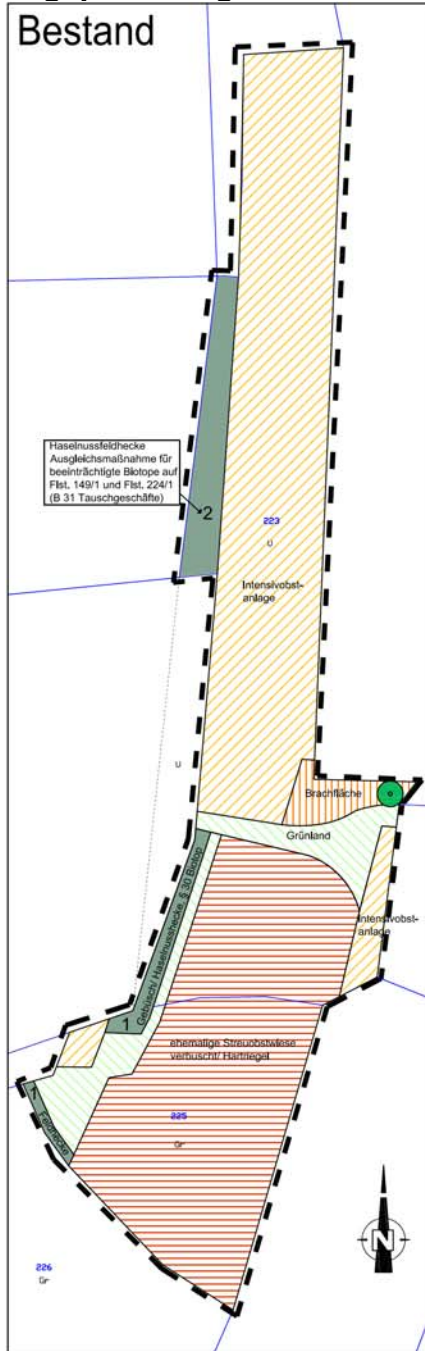 Bestand
Haselnussfeldhecke
Ausgleichsmaßnahme für
beeinträchtigte Biotope auf
Flst. 149/1 und Flst. 224/1
(B 31 Tauschgeschäfte)
2
223
U
Intensivobst-
anlage
U
Brachfläche
Grünland
Gebüsch/ Haselnusshecke, § 30 Biotop
Intensivobst-
anlage
1
ehemalige Streuobstwiese
verbuscht/ Hartriegel
1
Feldhecke
225
Gr
N
226
Gr